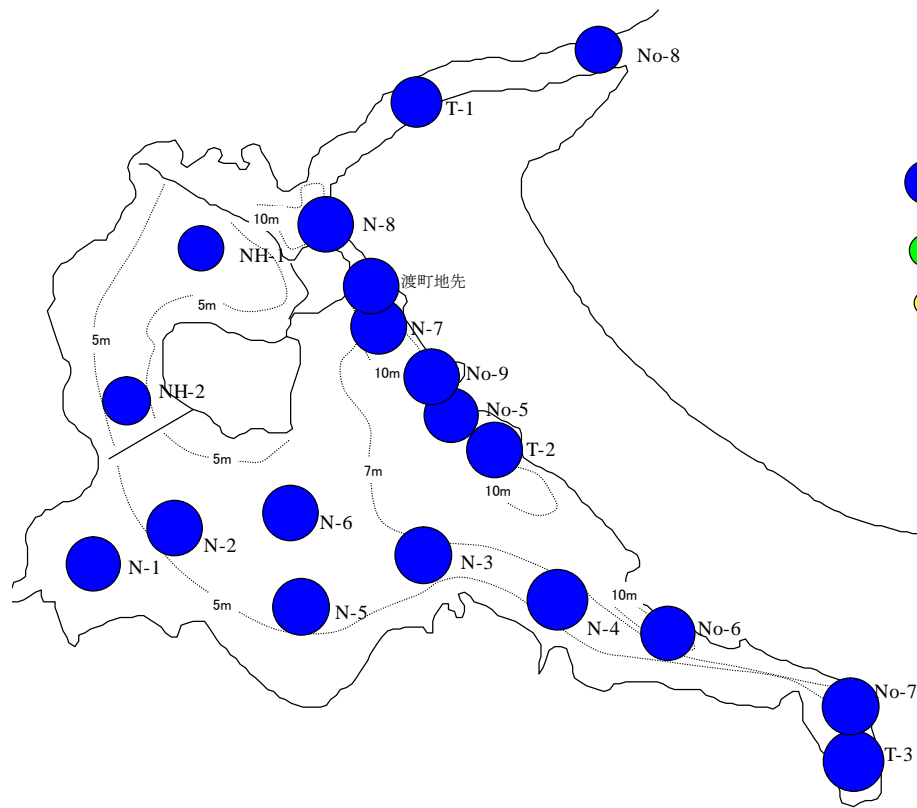 No-8
T-1
10m
N-8
NH-1
渡町地先
5m
N-7
5m
10m
No-9
NH-2
No-5
5m
T-2
7m
10m
N-6
N-2
N-3
N-1
5m
N-5
10m
N-4
No-6
No-7
T-3